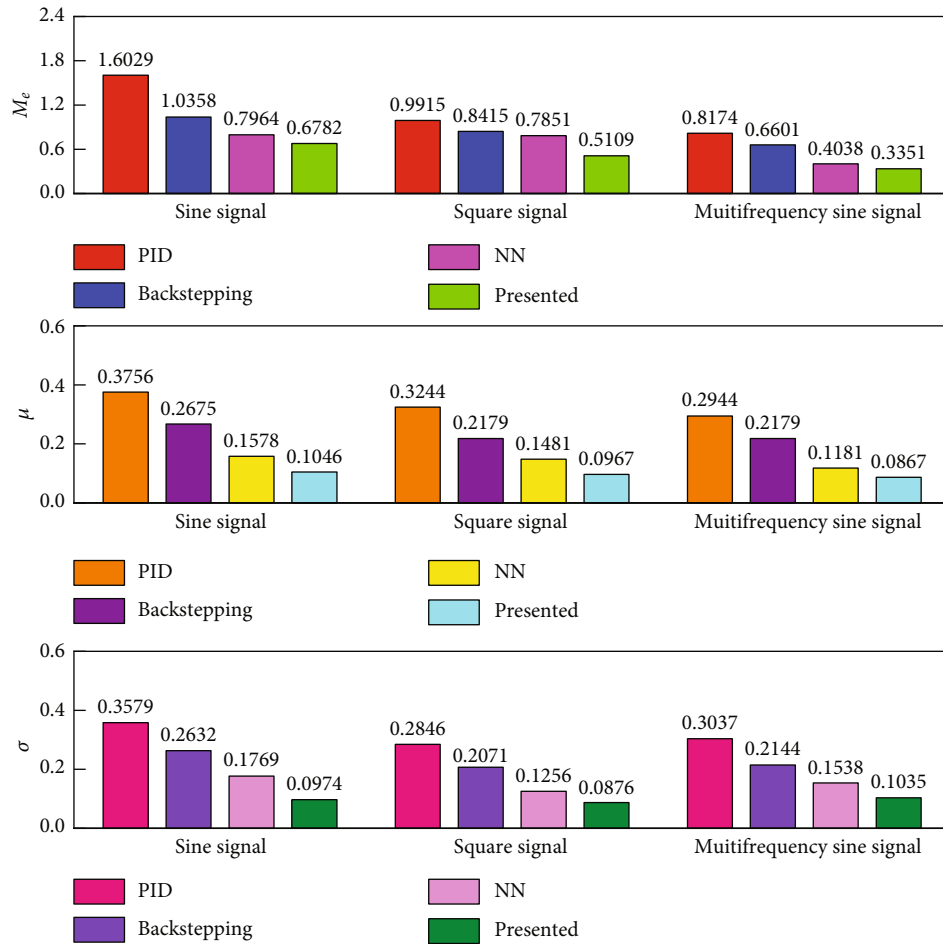 2.4
1.8
1.2
0.6
0.0
M_e
1.6029
1.0358
0.7964
0.6782
0.9915
0.8415
0.7851
0.5109
0.8174
0.6601
0.4038
0.3351
Sine signal
Square signal
Muitifrequency sine signal
PID
NN
Backstepping
Presented
0.6
0.4
0.2
0.0
μ
0.3756
0.2675
0.1578
0.1046
0.3244
0.2179
0.1481
0.0967
0.2944
0.2179
0.1181
0.0867
Sine signal
Square signal
Muitifrequency sine signal
PID
NN
Backstepping
Presented
0.6
0.4
0.2
0.0
σ
0.3579
0.2632
0.1769
0.0974
0.2846
0.2071
0.1256
0.0876
0.3037
0.2144
0.1538
0.1035
Sine signal
Square signal
Muitifrequency sine signal
PID
NN
Backstepping
Presented